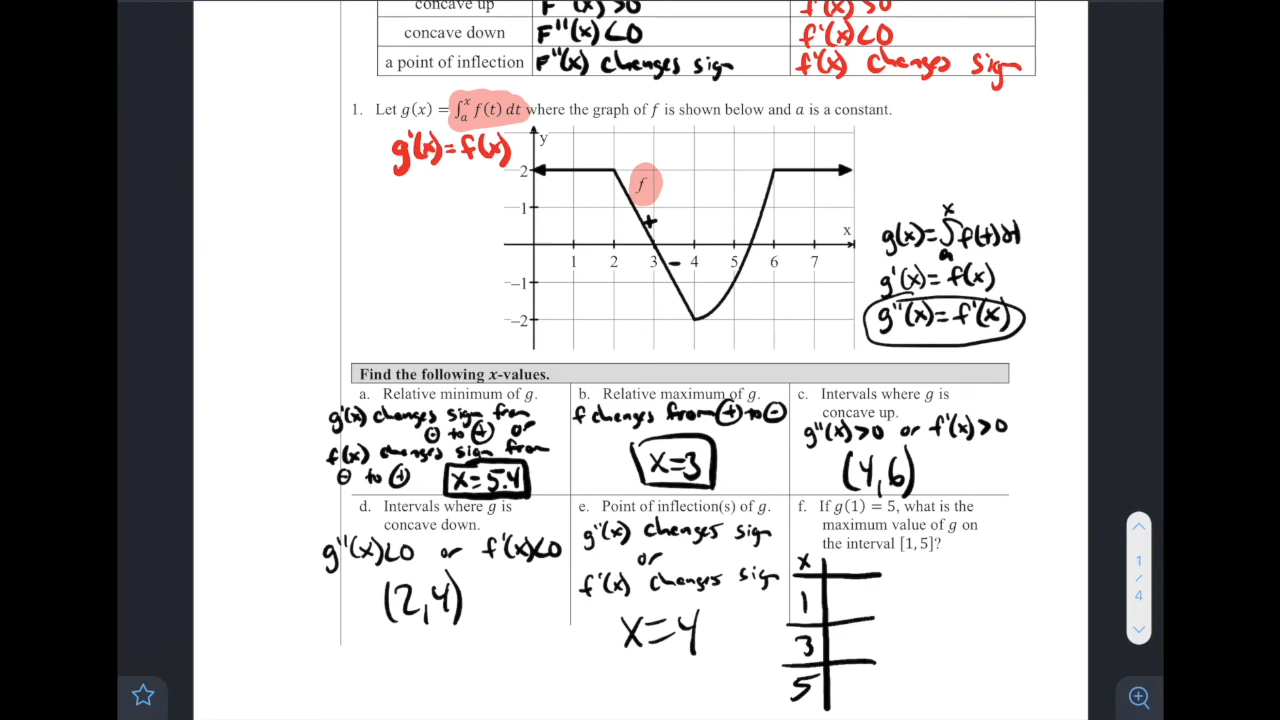 concave up F''(x) >0 f'(x) >0
concave down F''(x) <0 f'(x) <0
a point of inflection F''(x) changes sign f'(x) changes sign
1. Let g(x) = ∫ₐˣ f(t) dt where the graph of f is shown below and a is a constant.
g'(x) = f(x)
y
2
f
1
+
x
1 2 3 4 5 6 7
−
−1
−2
g(x) = ∫ₐˣ f(t)dt
g'(x) = f(x)
g''(x) = f'(x)
Find the following x-values.
a. Relative minimum of g.
g'(x) changes sign from
⊖ to ⊕ or
f(x) changes sign from
⊖ to ⊕ x=5.4
b. Relative maximum of g.
f changes from ⊕ to ⊖
x=3
c. Intervals where g is
concave up.
g''(x)>0 or f'(x)>0
(4,6)
d. Intervals where g is
concave down.
g''(x)<0 or f'(x)<0
(2,4)
e. Point of inflection(s) of g.
g''(x) changes sign
or
f'(x) changes sign
x=4
f. If g(1) = 5, what is the
maximum value of g on
the interval [1, 5]?
x
1
3
5
1
/
4